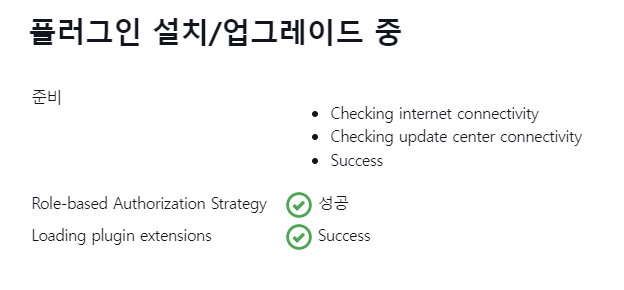 플러그인 설치/업그레이드 중
준비
Checking internet connectivity
Checking update center connectivity
Success
Role-based Authorization Strategy 성공
Loading plugin extensions Success